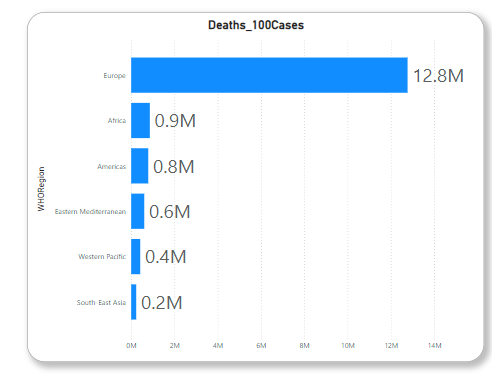 Deaths_100Cases
WHORegion
Europe 12.8M
Africa 0.9M
Americas 0.8M
Eastern Mediterranean 0.6M
Western Pacific 0.4M
South East Asia 0.2M
0M 2M 4M 6M 8M 10M 12M 14M